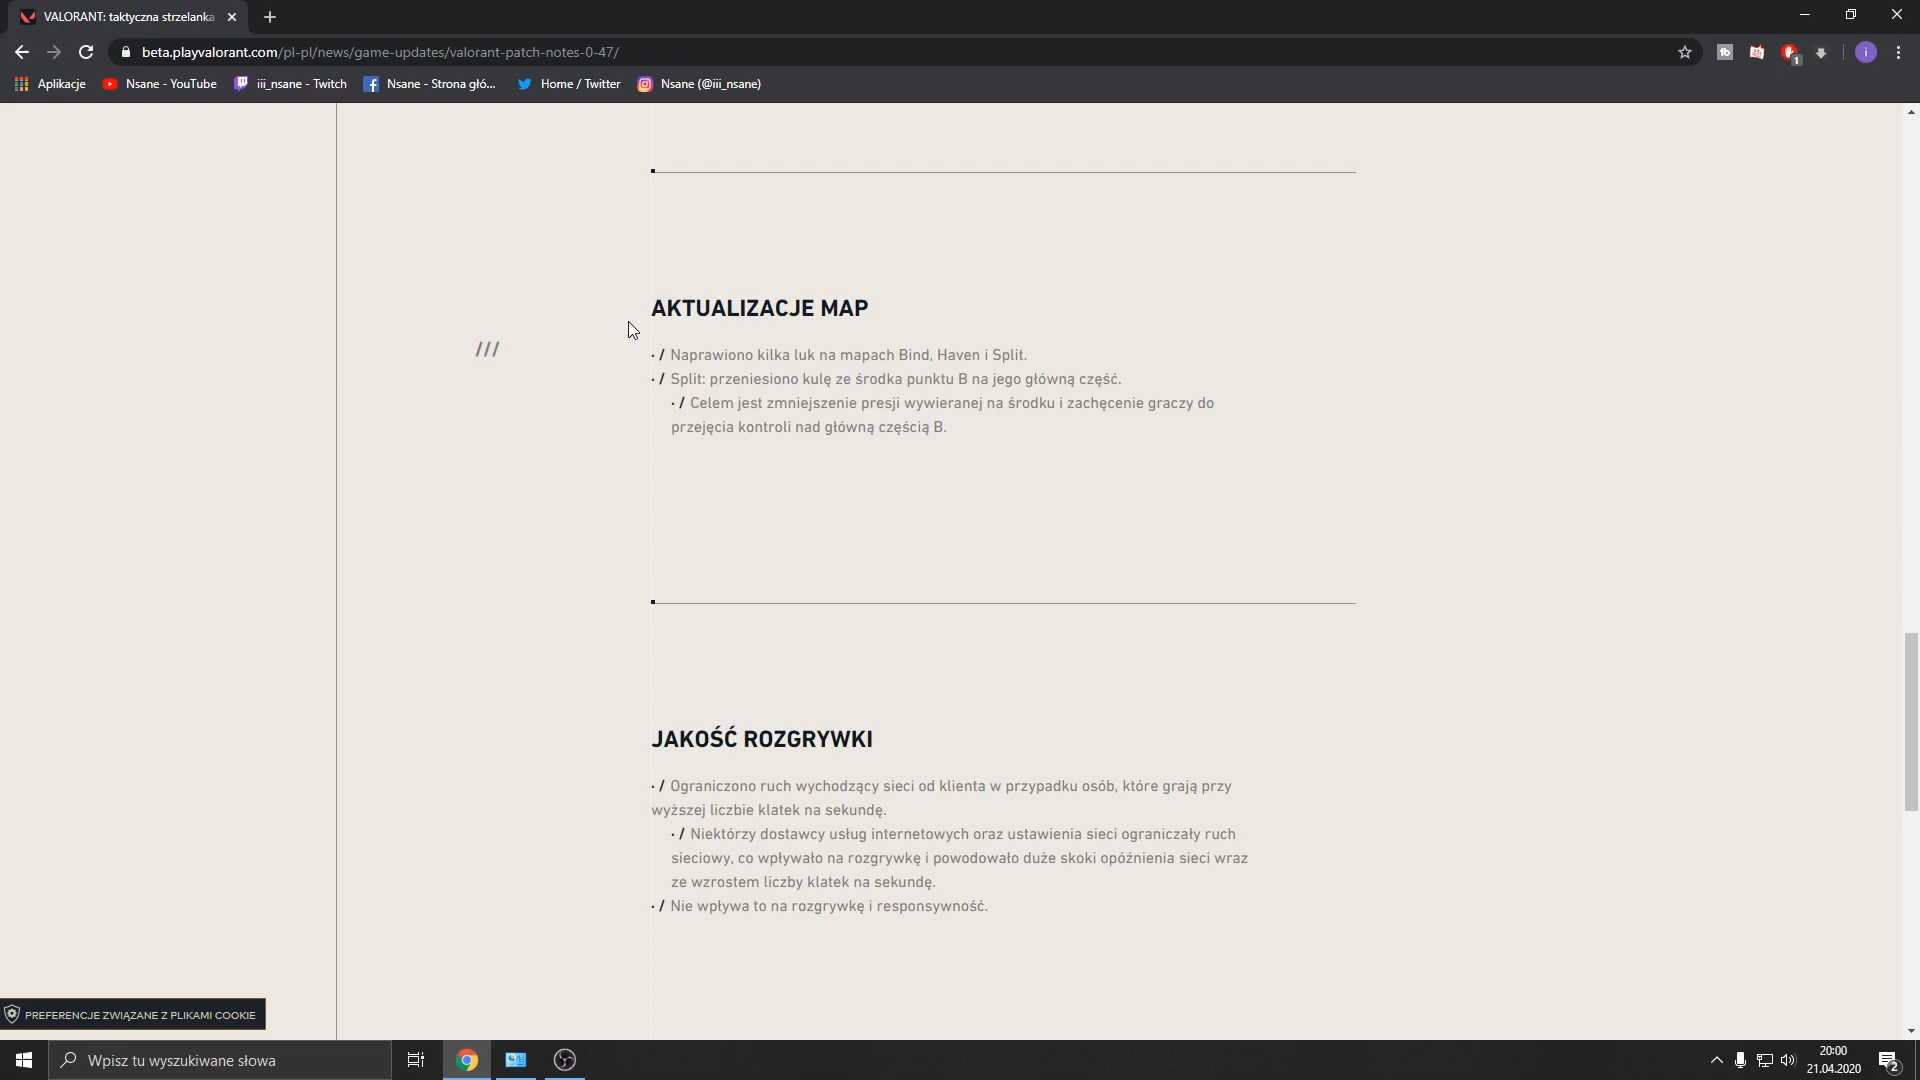 VALORANT: taktyczna strzelanka
beta.playvalorant.com/pl-pl/news/game-updates/valorant-patch-notes-0-47/
1
i
Aplikacje
Nsane - YouTube
iii_nsane - Twitch
Nsane - Strona głó...
Home / Twitter
Nsane (@iii_nsane)
AKTUALIZACJE MAP
///
· / Naprawiono kilka luk na mapach Bind, Haven i Split.
· / Split: przeniesiono kulę ze środka punktu B na jego główną część.
· / Celem jest zmniejszenie presji wywieranej na środku i zachęcenie graczy do
przejęcia kontroli nad główną częścią B.
JAKOŚĆ ROZGRYWKI
· / Ograniczono ruch wychodzący sieci od klienta w przypadku osób, które grają przy
wyższej liczbie klatek na sekundę.
· / Niektórzy dostawcy usług internetowych oraz ustawienia sieci ograniczały ruch
sieciowy, co wpływało na rozgrywkę i powodowało duże skoki opóźnienia sieci wraz
ze wzrostem liczby klatek na sekundę.
· / Nie wpływa to na rozgrywkę i responsywność.
PREFERENCJE ZWIĄZANE Z PLIKAMI COOKIE
Wpisz tu wyszukiwane słowa
20:00
21.04.2020
2